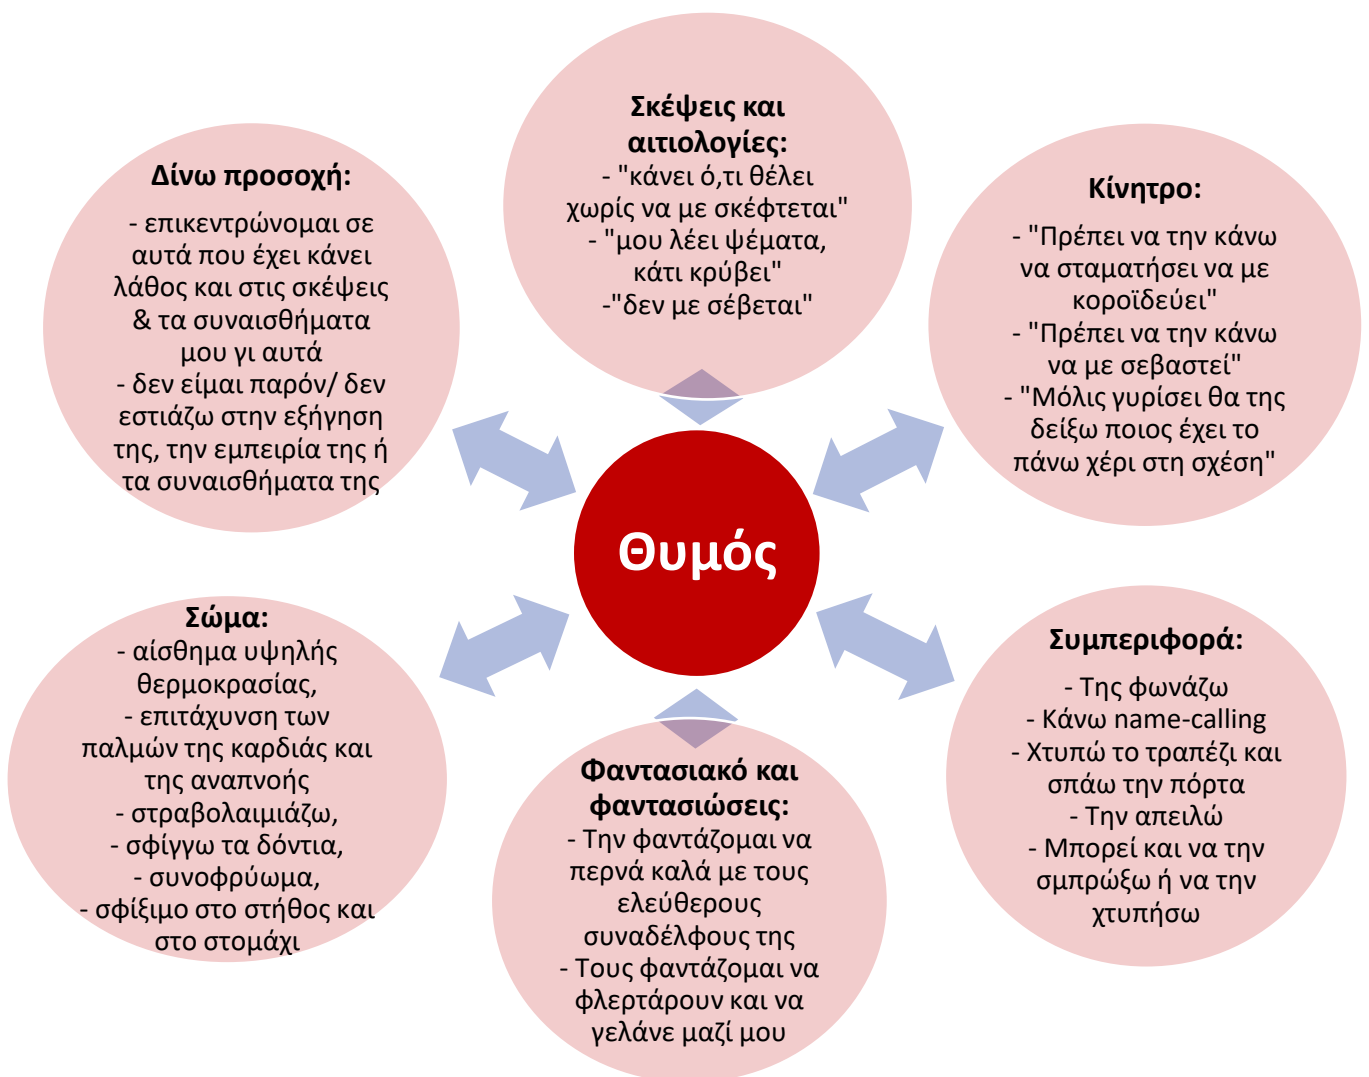 Σκέψεις και
αιτιολογίες:
- "κάνει ό,τι θέλει
χωρίς να με σκέφτεται"
- "μου λέει ψέματα,
κάτι κρύβει"
-"δεν με σέβεται"
Δίνω προσοχή:
- επικεντρώνομαι σε
αυτά που έχει κάνει
λάθος και στις σκέψεις
& τα συναισθήματα
μου γι αυτά
- δεν είμαι παρόν/ δεν
εστιάζω στην εξήγηση
της, την εμπειρία της ή
τα συναισθήματα της
Κίνητρο:
- "Πρέπει να την κάνω
να σταματήσει να με
κοροϊδεύει"
- "Πρέπει να την κάνω
να με σεβαστεί"
- "Μόλις γυρίσει θα της
δείξω ποιος έχει το
πάνω χέρι στη σχέση"
Θυμός
Σώμα:
- αίσθημα υψηλής
θερμοκρασίας,
- επιτάχυνση των
παλμών της καρδιάς και
της αναπνοής
- στραβολαιμιάζω,
- σφίγγω τα δόντια,
- συνοφρύωμα,
- σφίξιμο στο στήθος και
στο στομάχι
Φαντασιακό και
φαντασιώσεις:
- Την φαντάζομαι να
περνά καλά με τους
ελεύθερους
συναδέλφους της
- Τους φαντάζομαι να
φλερτάρουν και να
γελάνε μαζί μου
Συμπεριφορά:
- Της φωνάζω
- Κάνω name-calling
- Χτυπώ το τραπέζι και
σπάω την πόρτα
- Την απειλώ
- Μπορεί και να την
σμπρώξω ή να την
χτυπήσω